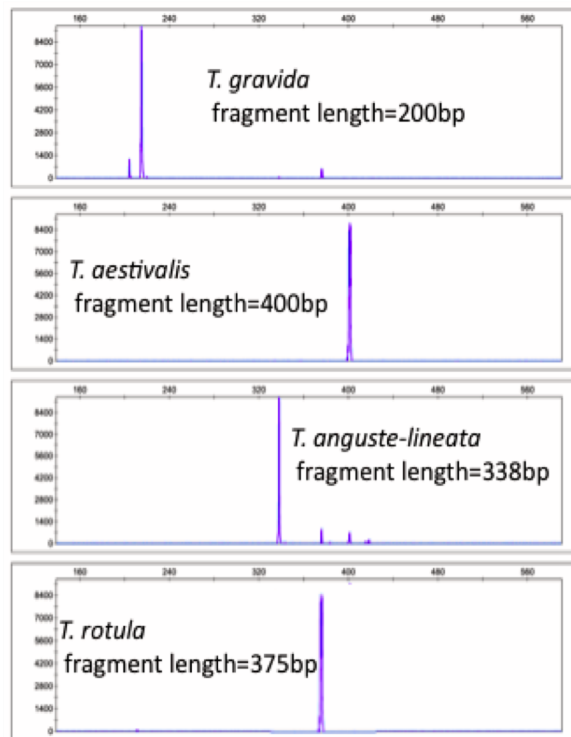 160 240 320 400 480 560
8400
7000
5600
4200
2800
1400
0
T. gravida
fragment length=200bp
160 240 320 400 480 560
8400
7000
5600
4200
2800
1400
0
T. aestivalis
fragment length=400bp
160 240 320 400 480 560
8400
7000
5600
4200
2800
1400
0
T. anguste-lineata
fragment length=338bp
160 240 320 400 480 560
8400
7000
5600
4200
2800
1400
0
T. rotula
fragment length=375bp